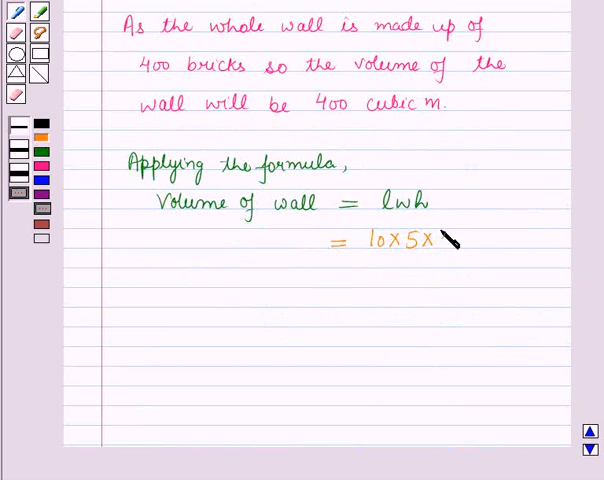 As the whole wall is made up of
400 bricks so the volume of the
wall will be 400 cubic m.
Applying the formula,
Volume of wall = lwh
= 10 × 5 ×